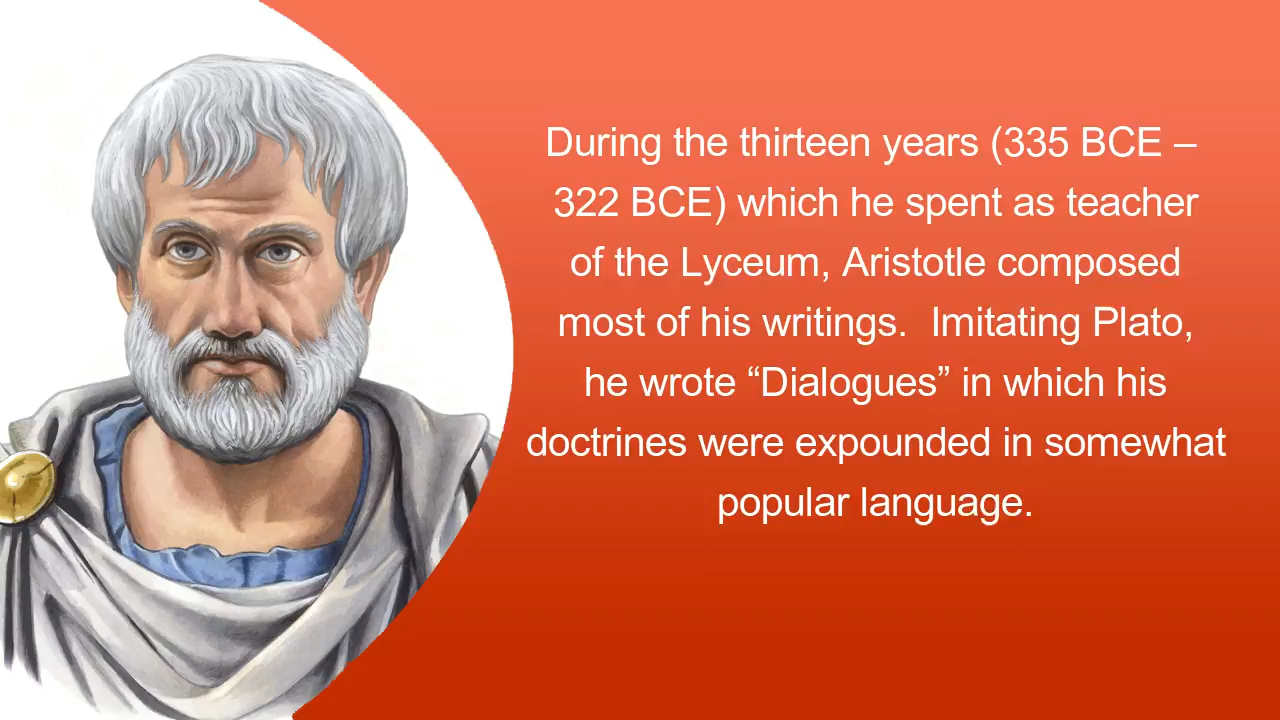 During the thirteen years (335 BCE –
322 BCE) which he spent as teacher
of the Lyceum, Aristotle composed
most of his writings.  Imitating Plato,
he wrote “Dialogues” in which his
doctrines were expounded in somewhat
popular language.